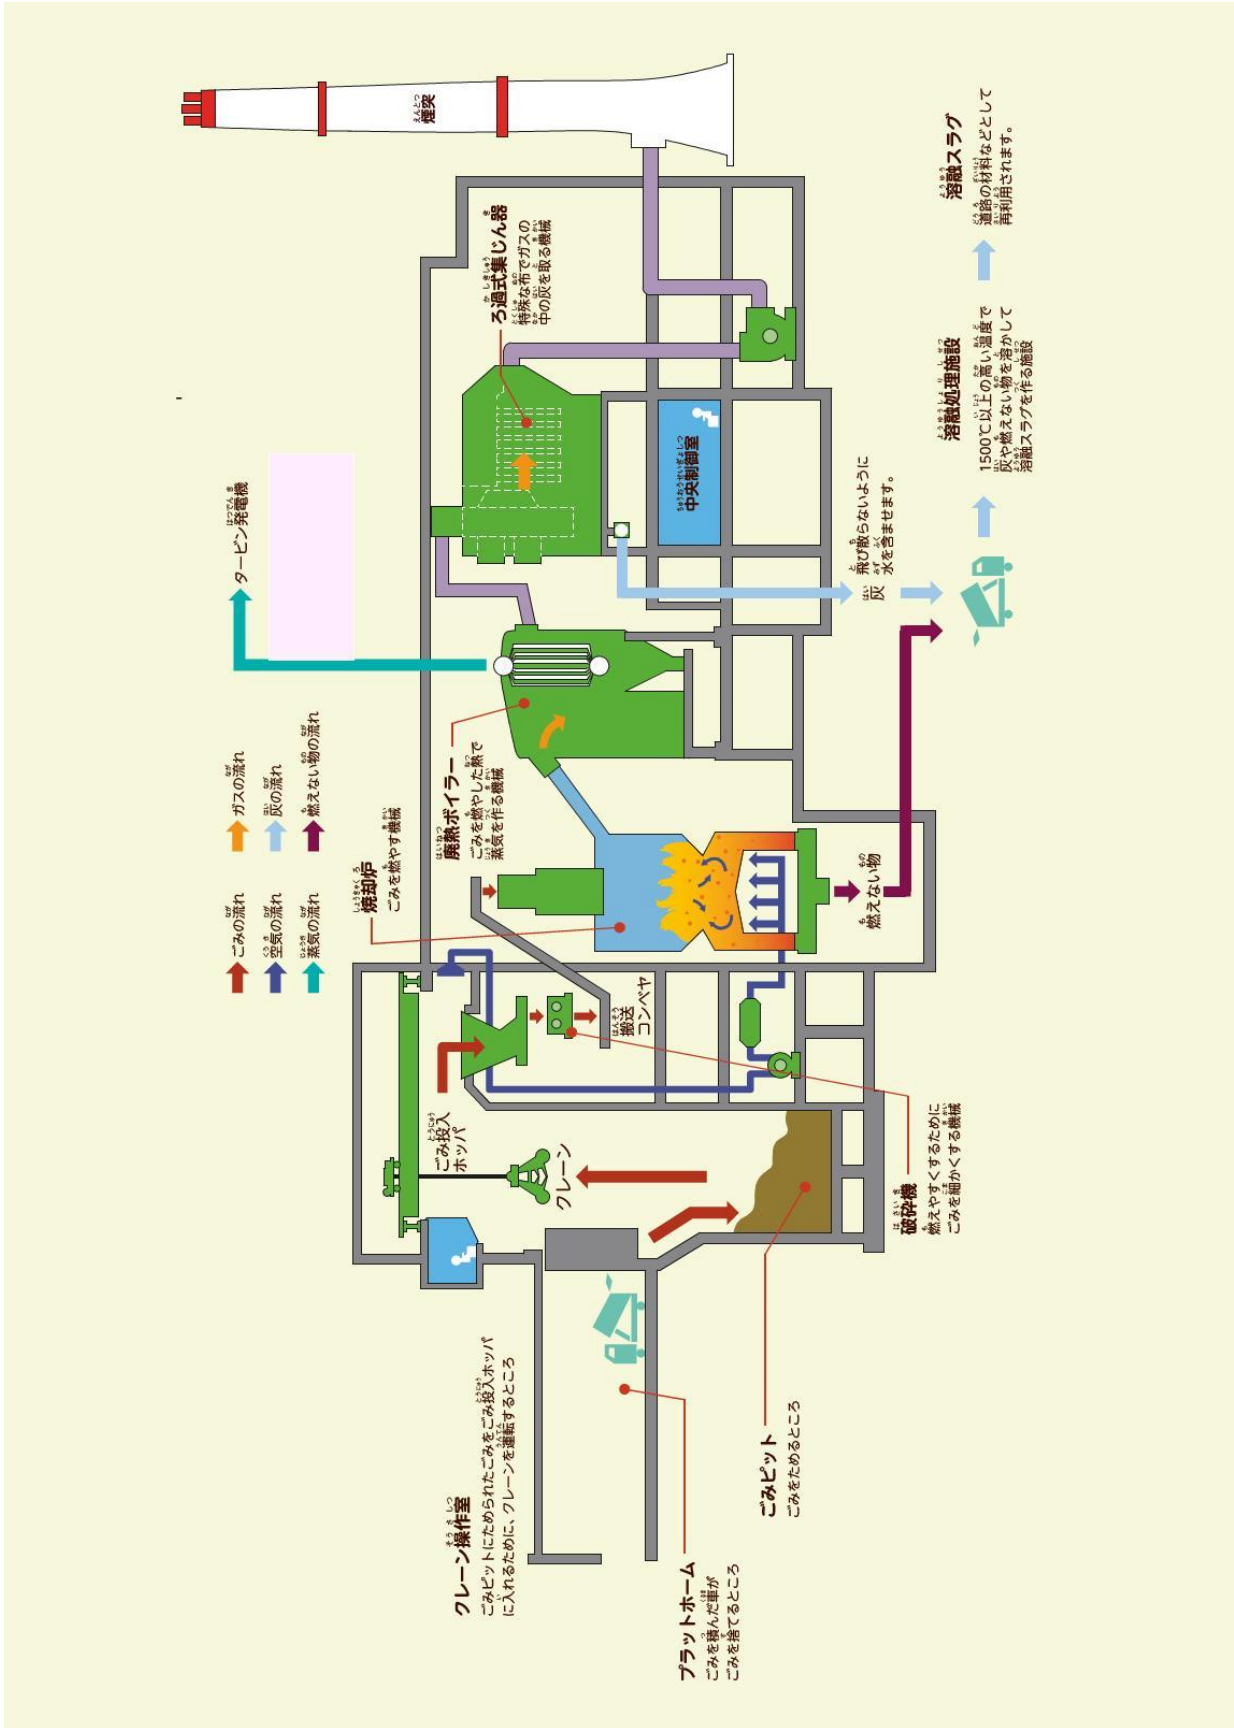 クレーン操作室
ごみピットにためられたごみをごみ投入ホッパ
に入れるために、クレーンを運転するところ
プラットホーム
ごみを積んだ車が
ごみを捨てるところ
ごみピット
ごみをためるところ
クレーン
ごみ投入
ホッパ
破砕機
燃えやすくするために
ごみを細かくする機械
搬送
コンベヤ
ごみの流れ
空気の流れ
蒸気の流れ
ガスの流れ
灰の流れ
燃えない物の流れ
焼却炉
ごみを燃やす機械
廃熱ボイラー
ごみを燃やした熱で
蒸気を作る機械
燃えない物
タービン発電機
ろ過式集じん器
特殊な布でガスの
中の灰を取る機械
中央制御室
灰
飛び散らないように
水を含ませます。
溶融処理施設
1500℃以上の高い温度で
灰や燃えない物を溶かして
溶融スラグを作る施設
溶融スラグ
道路の材料などとして
再利用されます。
煙突